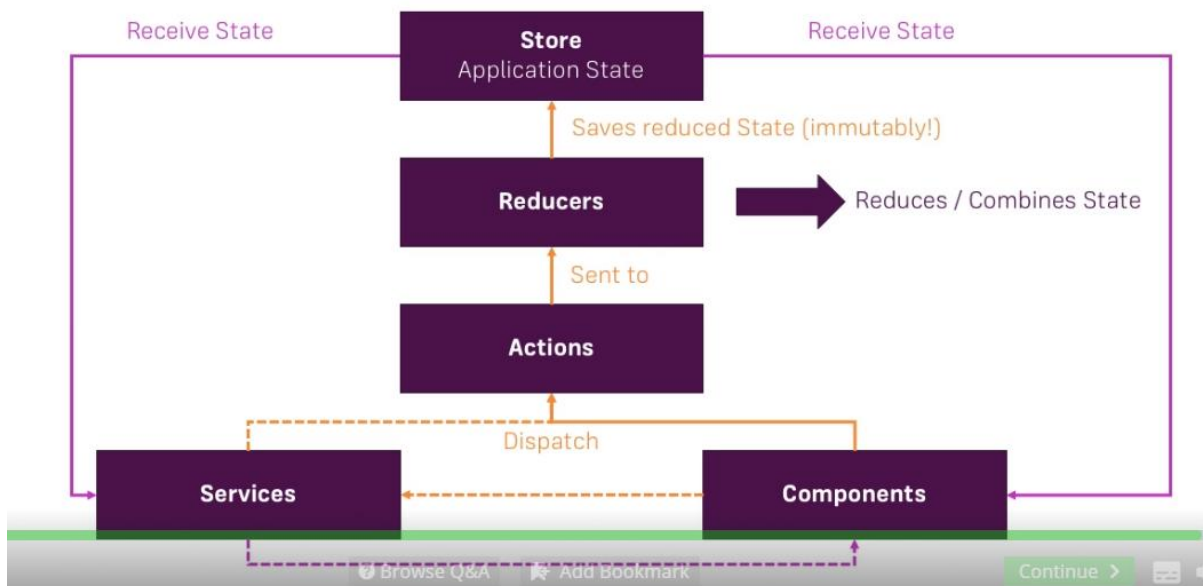 Receive State
Store
Application State
Receive State
Saves reduced State (immutably!)
Reducers
Reduces / Combines State
Sent to
Actions
Dispatch
Services
Components
Browse Q&A
Add Bookmark
Continue >